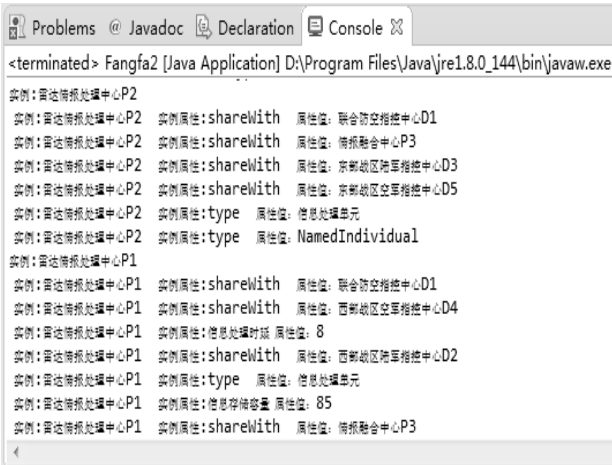 Problems @ Javadoc Declaration Console
<terminated> Fangfa2 [Java Application] D:\Program Files\Java\jre1.8.0_144\bin\javaw.exe
实例:雷达情报处理中心P2
实例:雷达情报处理中心P2 实例属性:shareWith 属性值: 联合防空指控中心D1
实例:雷达情报处理中心P2 实例属性:shareWith 属性值: 情报融合中心P3
实例:雷达情报处理中心P2 实例属性:shareWith 属性值: 东部战区陆军指控中心D3
实例:雷达情报处理中心P2 实例属性:shareWith 属性值: 东部战区空军指控中心D5
实例:雷达情报处理中心P2 实例属性:type 属性值: 信息处理单元
实例:雷达情报处理中心P2 实例属性:type 属性值: NamedIndividual
实例:雷达情报处理中心P1
实例:雷达情报处理中心P1 实例属性:shareWith 属性值: 联合防空指控中心D1
实例:雷达情报处理中心P1 实例属性:shareWith 属性值: 西部战区空军指控中心D4
实例:雷达情报处理中心P1 实例属性:信息处理时延 属性值: 8
实例:雷达情报处理中心P1 实例属性:shareWith 属性值: 西部战区陆军指控中心D2
实例:雷达情报处理中心P1 实例属性:type 属性值: 信息处理单元
实例:雷达情报处理中心P1 实例属性:信息存储容量 属性值: 85
实例:雷达情报处理中心P1 实例属性:shareWith 属性值: 情报融合中心P3